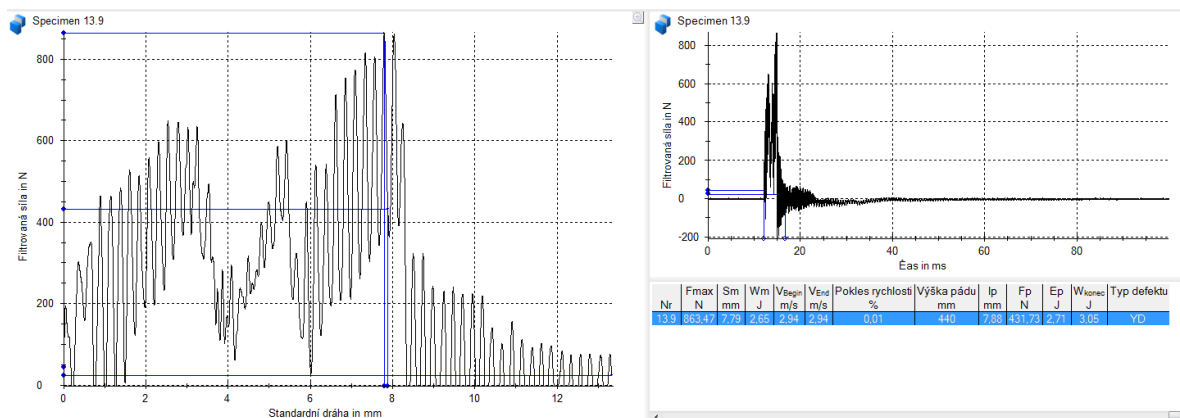 Specimen 13.9
Filtrovaná síla in N
800
600
400
200
0
0 2 4 6 8 10 12
Standardní dráha in mm
Specimen 13.9
Filtrovaná síla in N
800
600
400
200
0
-200
0 20 40 60 80
Èas in ms
Nr Fmax N Sm mm Wm J VBegin m/s VEnd m/s Pokles rychlosti % Výška pádu mm lp mm Fp N Ep J Wkonec J Typ defektu
13.9 863,47 7,79 2,65 2,94 2,94 0,01 440 7,88 431,73 2,71 3,05 YD